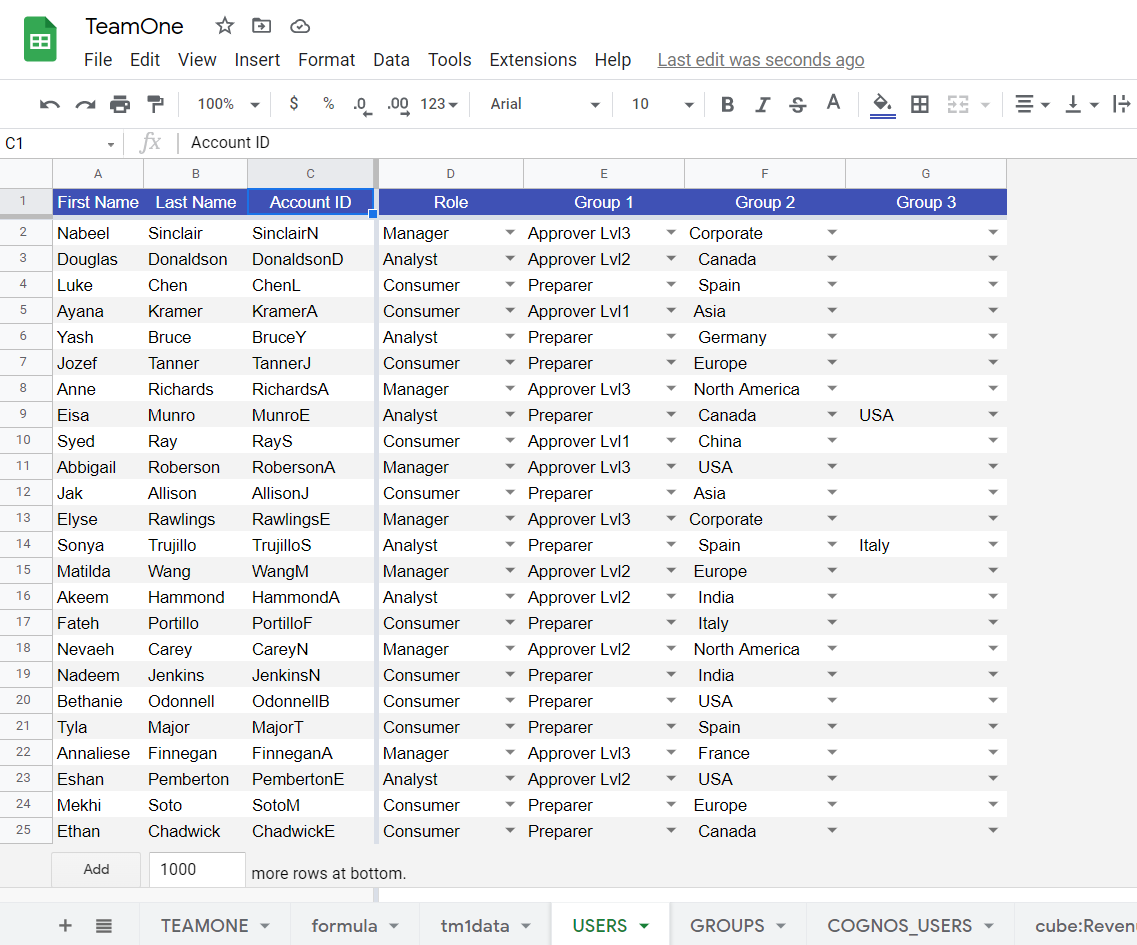 TeamOne
File Edit View Insert Format Data Tools Extensions Help Last edit was seconds ago
100% $ % .0 .00 123 Arial 10 B I S A
C1 fx Account ID
A B C D E F G
1 First Name Last Name Account ID Role Group 1 Group 2 Group 3
2 Nabeel Sinclair SinclairN Manager Approver Lvl3 Corporate
3 Douglas Donaldson DonaldsonD Analyst Approver Lvl2 Canada
4 Luke Chen ChenL Consumer Preparer Spain
5 Ayana Kramer KramerA Consumer Approver Lvl1 Asia
6 Yash Bruce BruceY Analyst Preparer Germany
7 Jozef Tanner TannerJ Consumer Preparer Europe
8 Anne Richards RichardsA Manager Approver Lvl3 North America
9 Eisa Munro MunroE Analyst Preparer Canada USA
10 Syed Ray RayS Consumer Approver Lvl1 China
11 Abbigail Roberson RobersonA Manager Approver Lvl3 USA
12 Jak Allison AllisonJ Consumer Preparer Asia
13 Elyse Rawlings RawlingsE Manager Approver Lvl3 Corporate
14 Sonya Trujillo TrujilloS Analyst Preparer Spain Italy
15 Matilda Wang WangM Manager Approver Lvl2 Europe
16 Akeem Hammond HammondA Analyst Approver Lvl2 India
17 Fateh Portillo PortilloF Consumer Preparer Italy
18 Nevaeh Carey CareyN Manager Approver Lvl2 North America
19 Nadeem Jenkins JenkinsN Consumer Preparer India
20 Bethanie Odonnell OdonnellB Consumer Preparer USA
21 Tyla Major MajorT Consumer Preparer Spain
22 Annaliese Finnegan FinneganA Manager Approver Lvl3 France
23 Eshan Pemberton PembertonE Analyst Approver Lvl2 USA
24 Mekhi Soto SotoM Consumer Preparer Europe
25 Ethan Chadwick ChadwickE Consumer Preparer Canada
Add 1000 more rows at bottom.
+ TEAMONE formula tm1data USERS GROUPS COGNOS_USERS cube:Revenu